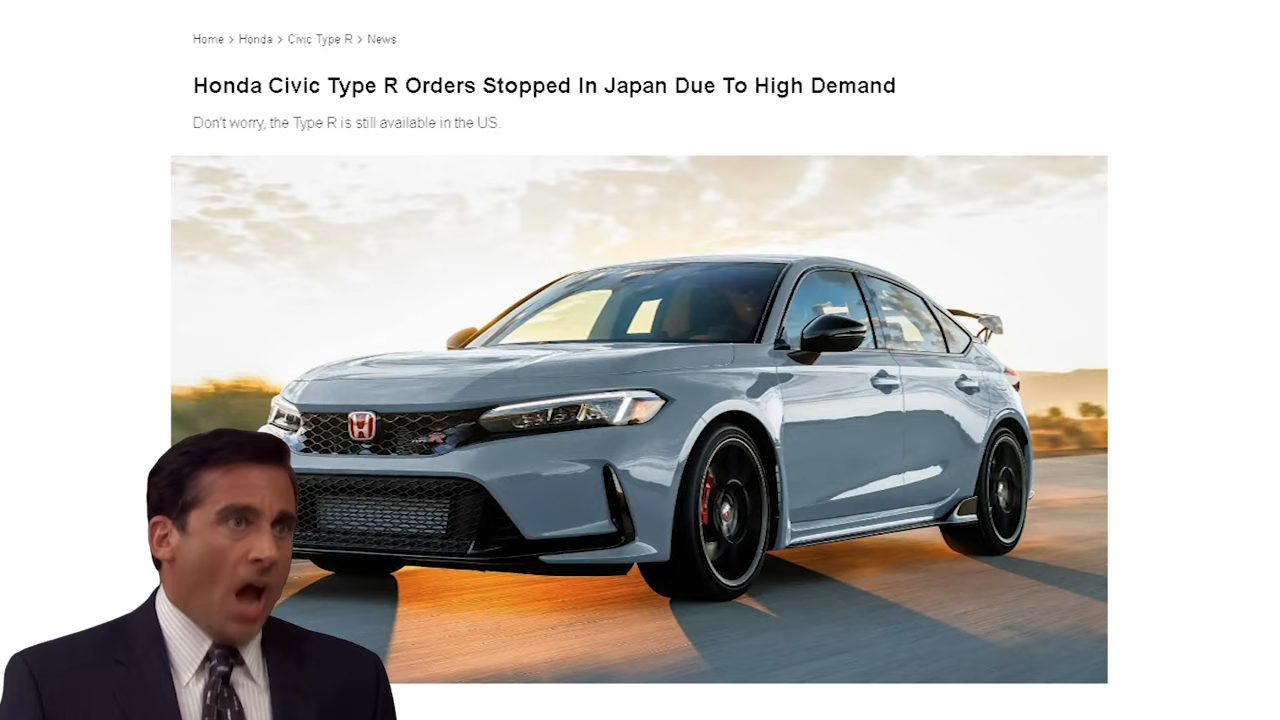 Home > Honda > Civic Type R > News
Honda Civic Type R Orders Stopped In Japan Due To High Demand
Don't worry, the Type R is still available in the US.
TYPE R